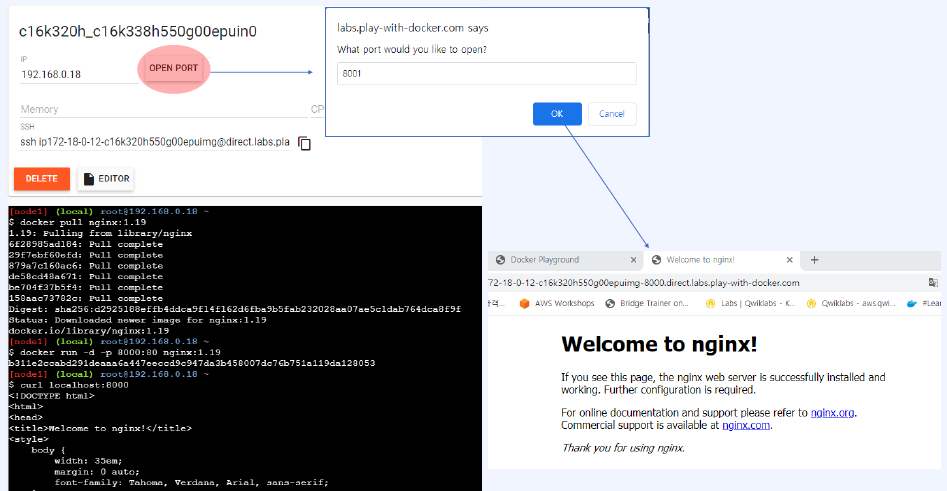 c16k320h_c16k338h550g00epuin0
IP
192.168.0.18
OPEN PORT
Memory
CP
SSH
ssh ip172-18-0-12-c16k320h550g00epuimg@direct.labs.pla
DELETE
EDITOR
labs.play-with-docker.com says
What port would you like to open?
8001
OK
Cancel
[node1] (local) root@192.168.0.18 ~
$ docker pull nginx:1.19
1.19: Pulling from library/nginx
6f28985ad184: Pull complete
29f7ebf60efd: Pull complete
879a7c160ac6: Pull complete
de58cd48a671: Pull complete
be704f37b5f4: Pull complete
158aac73782c: Pull complete
Digest: sha256:d2925188effb4ddca9f14f162d6fba9b5fab232028aa07ae5c1dab764dca8f9f
Status: Downloaded newer image for nginx:1.19
docker.io/library/nginx:1.19
[node1] (local) root@192.168.0.18 ~
$ docker run -d -p 8000:80 nginx:1.19
b311e2ccabd291deaaa6a447eeccd9c947da3b458007dc76b751a119da128053
[node1] (local) root@192.168.0.18 ~
$ curl localhost:8000
<!DOCTYPE html>
<html>
<head>
<title>Welcome to nginx!</title>
<style>
body {
width: 35em;
margin: 0 auto;
font-family: Tahoma, Verdana, Arial, sans-serif;
Docker Playground
Welcome to nginx!
72-18-0-12-c16k320h550g00epuimg-8000.direct.labs.play-with-docker.com
AWS Workshops
Bridge Trainer on...
Labs | Qwiklabs - K...
Qwiklabs - aws.qwi...
#Lear
Welcome to nginx!
If you see this page, the nginx web server is successfully installed and
working. Further configuration is required.
For online documentation and support please refer to nginx.org.
Commercial support is available at nginx.com.
Thank you for using nginx.